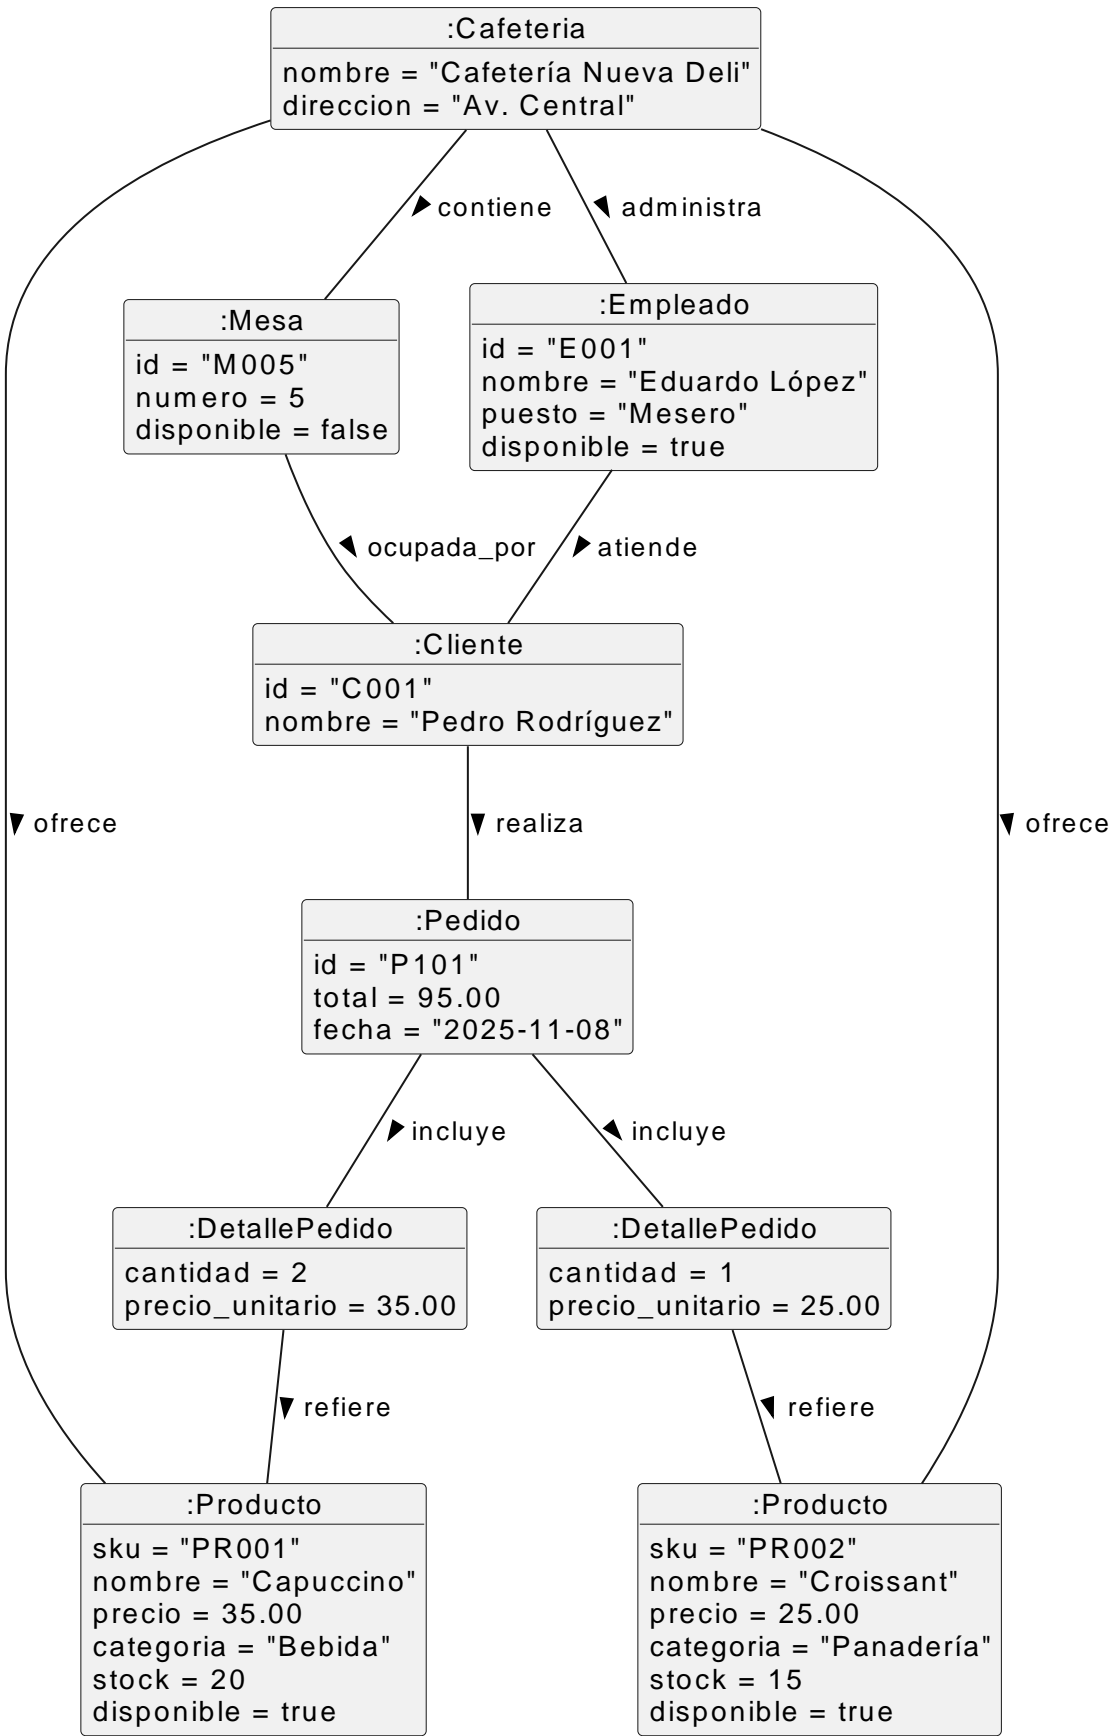 :Cafeteria
nombre = "Cafetería Nueva Deli"
direccion = "Av. Central"
contiene
administra
:Mesa
id = "M005"
numero = 5
disponible = false
:Empleado
id = "E001"
nombre = "Eduardo López"
puesto = "Mesero"
disponible = true
ocupada_por
atiende
:Cliente
id = "C001"
nombre = "Pedro Rodríguez"
ofrece
realiza
ofrece
:Pedido
id = "P101"
total = 95.00
fecha = "2025-11-08"
incluye
incluye
:DetallePedido
cantidad = 2
precio_unitario = 35.00
:DetallePedido
cantidad = 1
precio_unitario = 25.00
refiere
refiere
:Producto
sku = "PR001"
nombre = "Capuccino"
precio = 35.00
categoria = "Bebida"
stock = 20
disponible = true
:Producto
sku = "PR002"
nombre = "Croissant"
precio = 25.00
categoria = "Panadería"
stock = 15
disponible = true